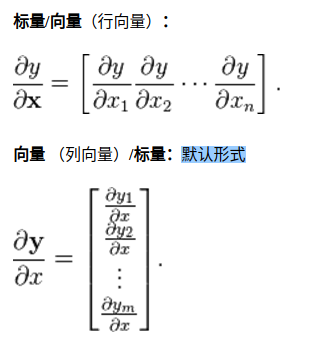 标量/向量（行向量）：
∂y/∂x = [ ∂y/∂x₁ ∂y/∂x₂ ⋯ ∂y/∂xₙ ] .
向量 （列向量）/标量：默认形式
∂y/∂x = [ ∂y₁/∂x
∂y₂/∂x
⋮
∂yₘ/∂x ] .